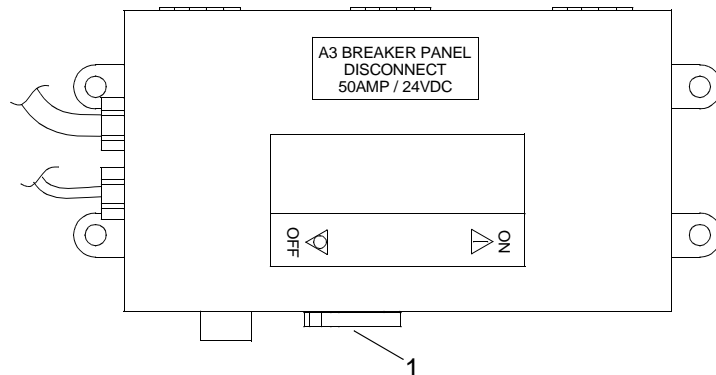 A3 BREAKER PANEL
DISCONNECT
50AMP / 24VDC
OFF
ON
1